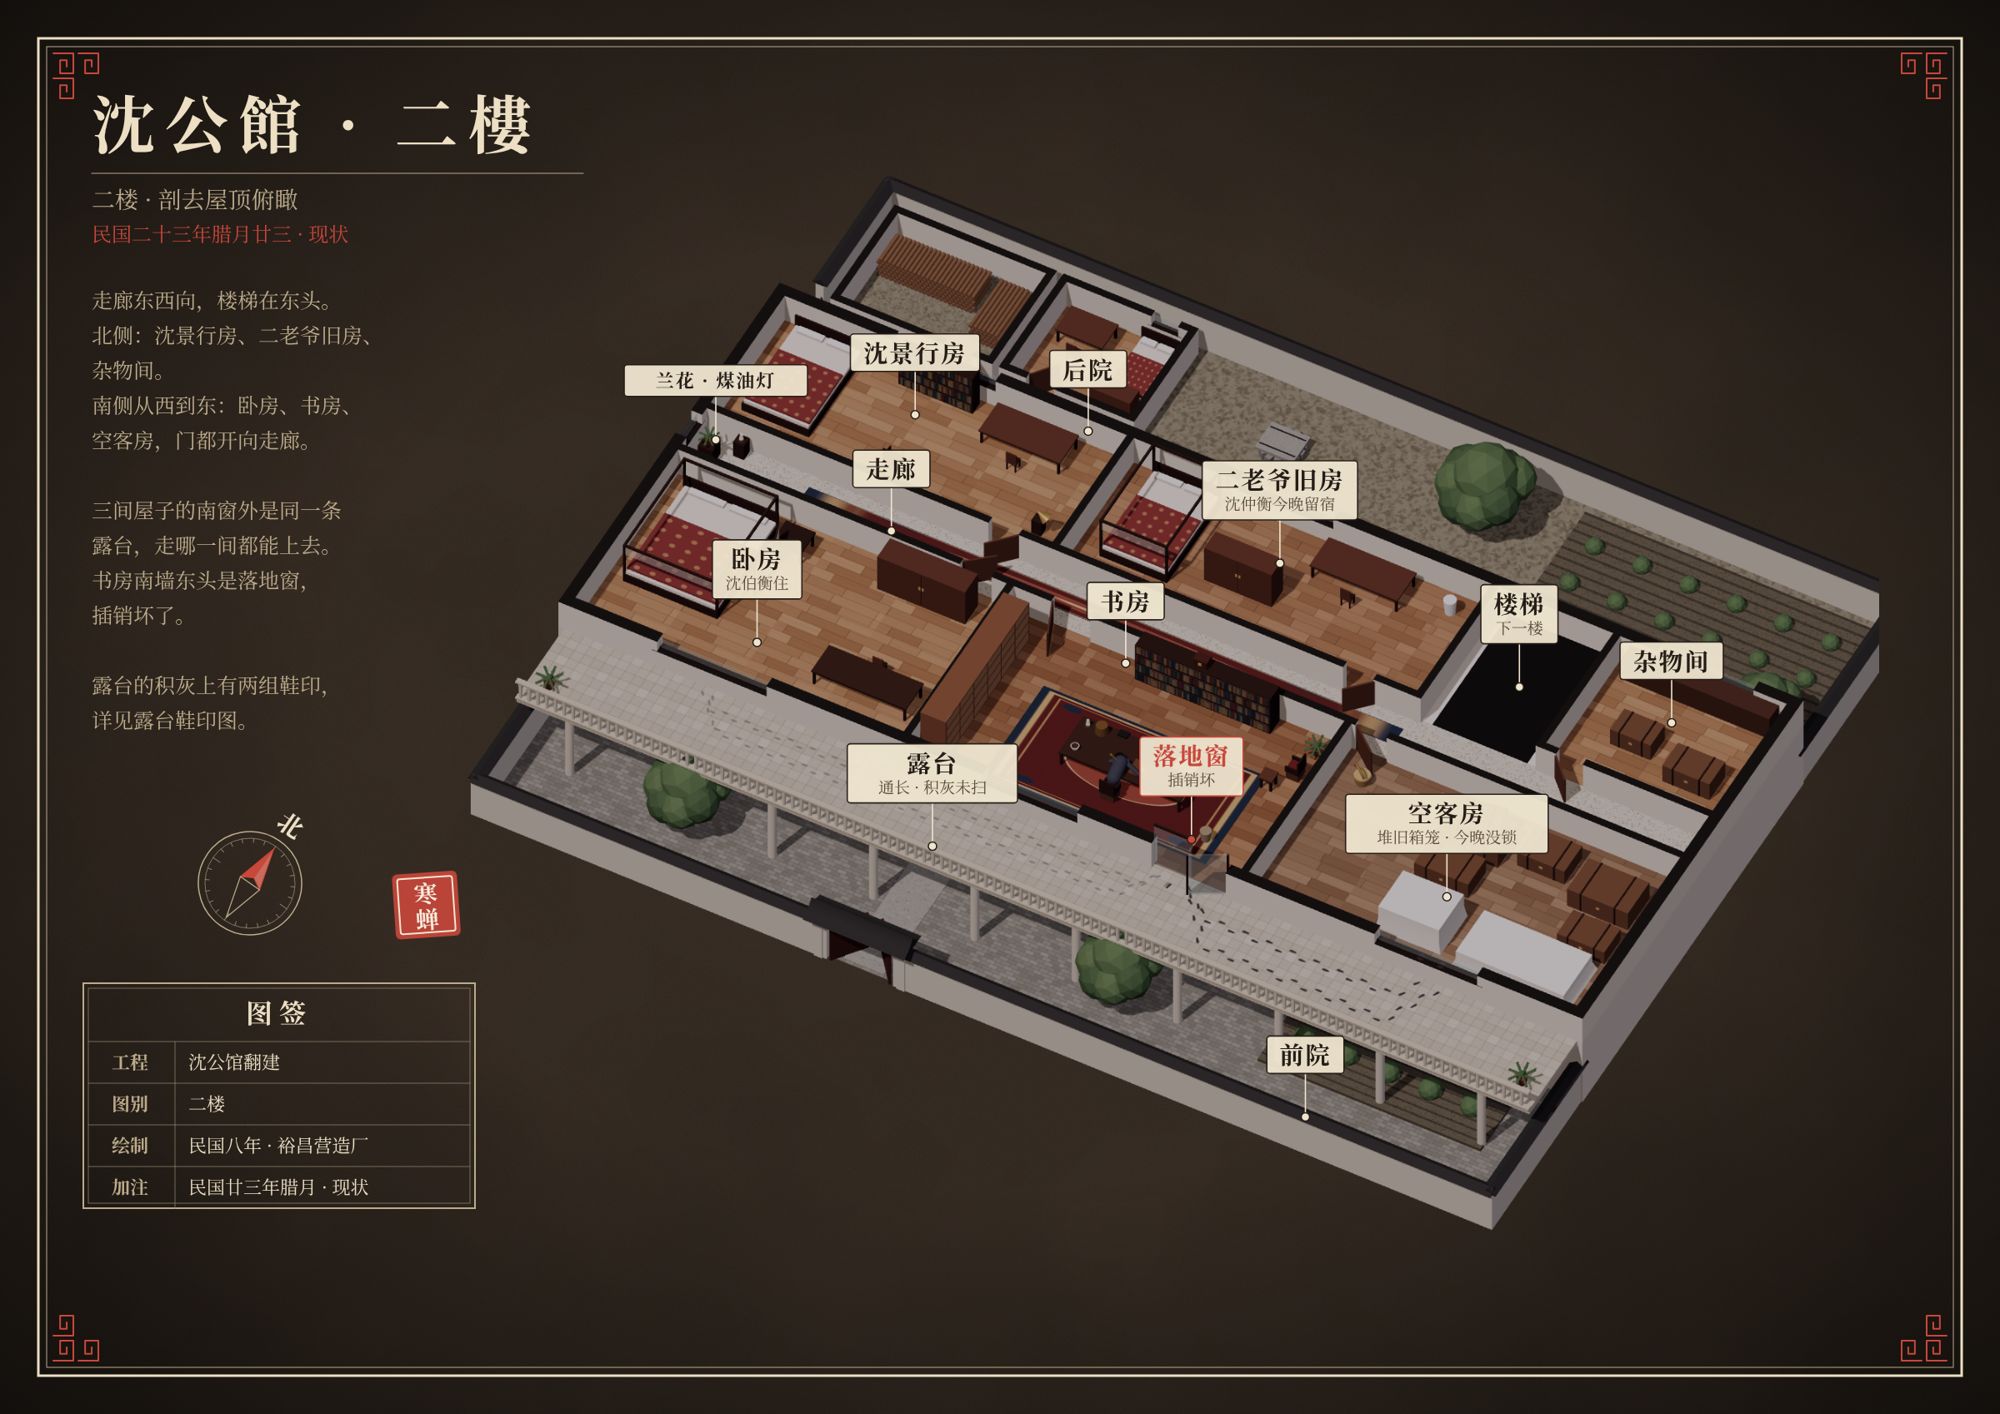 沈公館 · 二樓
二楼 · 剖去屋顶俯瞰
民国二十三年腊月廿三 · 现状
走廊东西向，楼梯在东头。
北侧：沈景行房、二老爷旧房、
杂物间。
南侧从西到东：卧房、书房、
空客房，门都开向走廊。
三间屋子的南窗外是同一条
露台，走哪一间都能上去。
书房南墙东头是落地窗，
插销坏了。
露台的积灰上有两组鞋印，
详见露台鞋印图。
北
寒
蝉
图签
工程 沈公馆翻建
图别 二楼
绘制 民国八年 · 裕昌营造厂
加注 民国廿三年腊月 · 现状
沈景行房
后院
兰花 · 煤油灯
走廊
二老爷旧房
沈仲衡今晚留宿
卧房
沈伯衡住
书房
楼梯
下一楼
杂物间
露台
通长 · 积灰未扫
落地窗
插销坏
空客房
堆旧箱笼 · 今晚没锁
前院